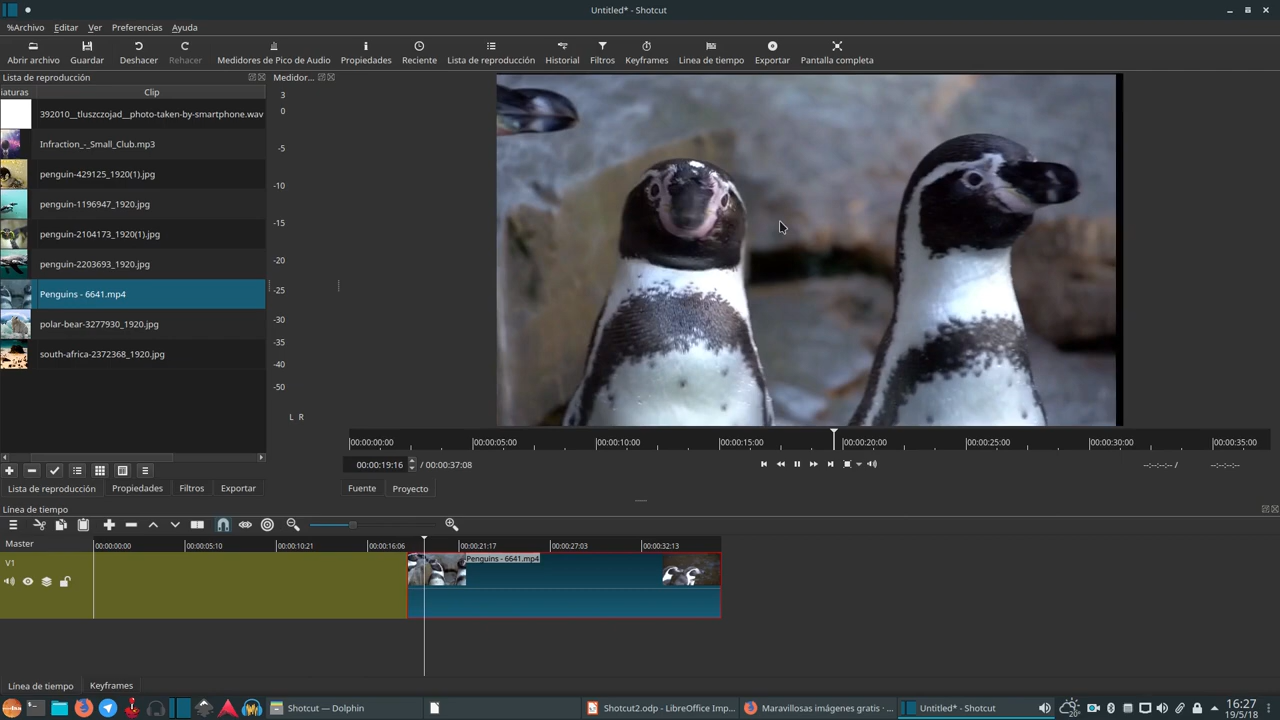 Untitled* - Shotcut
%Archivo Editar Ver Preferencias Ayuda
Abrir archivo Guardar Deshacer Rehacer Medidores de Pico de Audio Propiedades Reciente Lista de reproducción Historial Filtros Keyframes Linea de tiempo Exportar Pantalla completa
Lista de reproducción
Medidor...
iaturas Clip
392010__tluszczojad__photo-taken-by-smartphone.wav
Infraction_-_Small_Club.mp3
penguin-429125_1920(1).jpg
penguin-1196947_1920.jpg
penguin-2104173_1920(1).jpg
penguin-2203693_1920.jpg
Penguins - 6641.mp4
polar-bear-3277930_1920.jpg
south-africa-2372368_1920.jpg
3
0
-5
-10
-15
-20
-25
-30
-35
-40
-50
L R
00:00:00:00 00:00:05:00 00:00:10:00 00:00:15:00 00:00:20:00 00:00:25:00 00:00:30:00 00:00:35:00
00:00:19:16 / 00:00:37:08 --:--:--:-- / --:--:--:--
Lista de reproducción Propiedades Filtros Exportar
Fuente Proyecto
Línea de tiempo
Master 00:00:00:00 00:00:05:10 00:00:10:21 00:00:16:06 00:00:21:17 00:00:27:03 00:00:32:13
V1
Penguins - 6641.mp4
Línea de tiempo Keyframes
Shotcut — Dolphin
Shotcut2.odp - LibreOffice Imp...
Maravillosas imágenes gratis · ...
Untitled* - Shotcut
20°
16:27
19/5/18